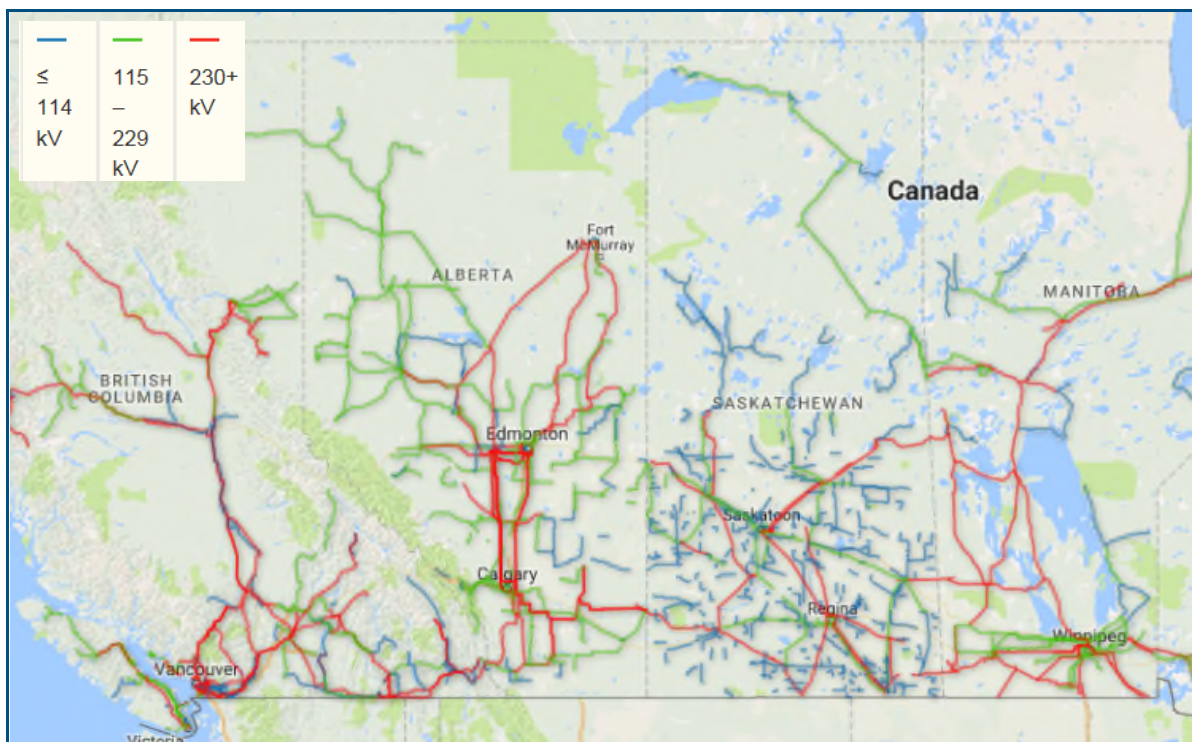 ≤
114
kV
115
–
229
kV
230+
kV
Canada
Fort
McMurray
ALBERTA
MANITOBA
BRITISH
COLUMBIA
SASKATCHEWAN
Edmonton
Saskatoon
Calgary
Regina
Winnipeg
Vancouver
Victoria